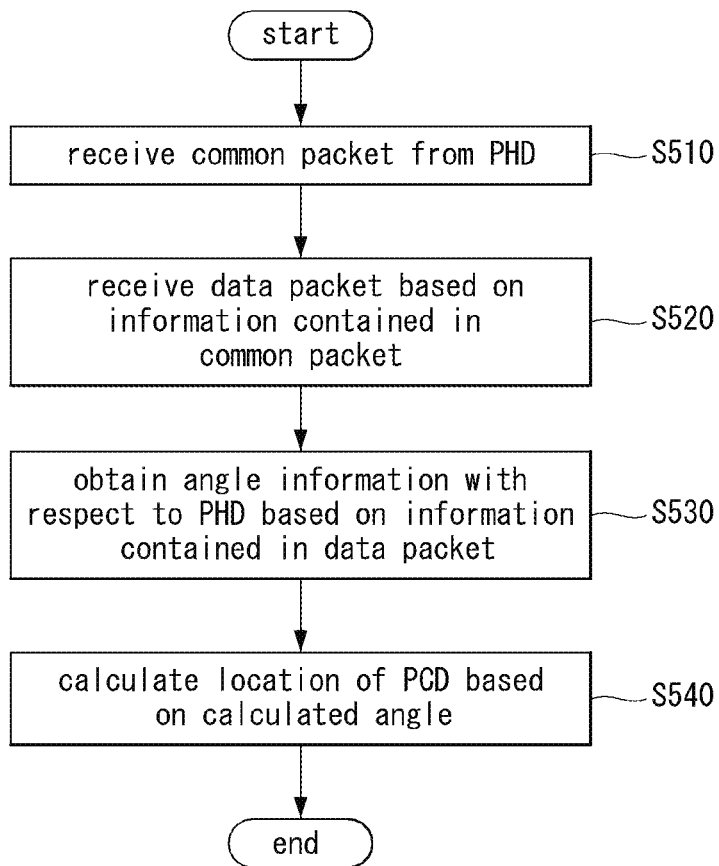 start
receive common packet from PHD
S510
receive data packet based on
information contained in
common packet
S520
obtain angle information with
respect to PHD based on information
contained in data packet
S530
calculate location of PCD based
on calculated angle
S540
end